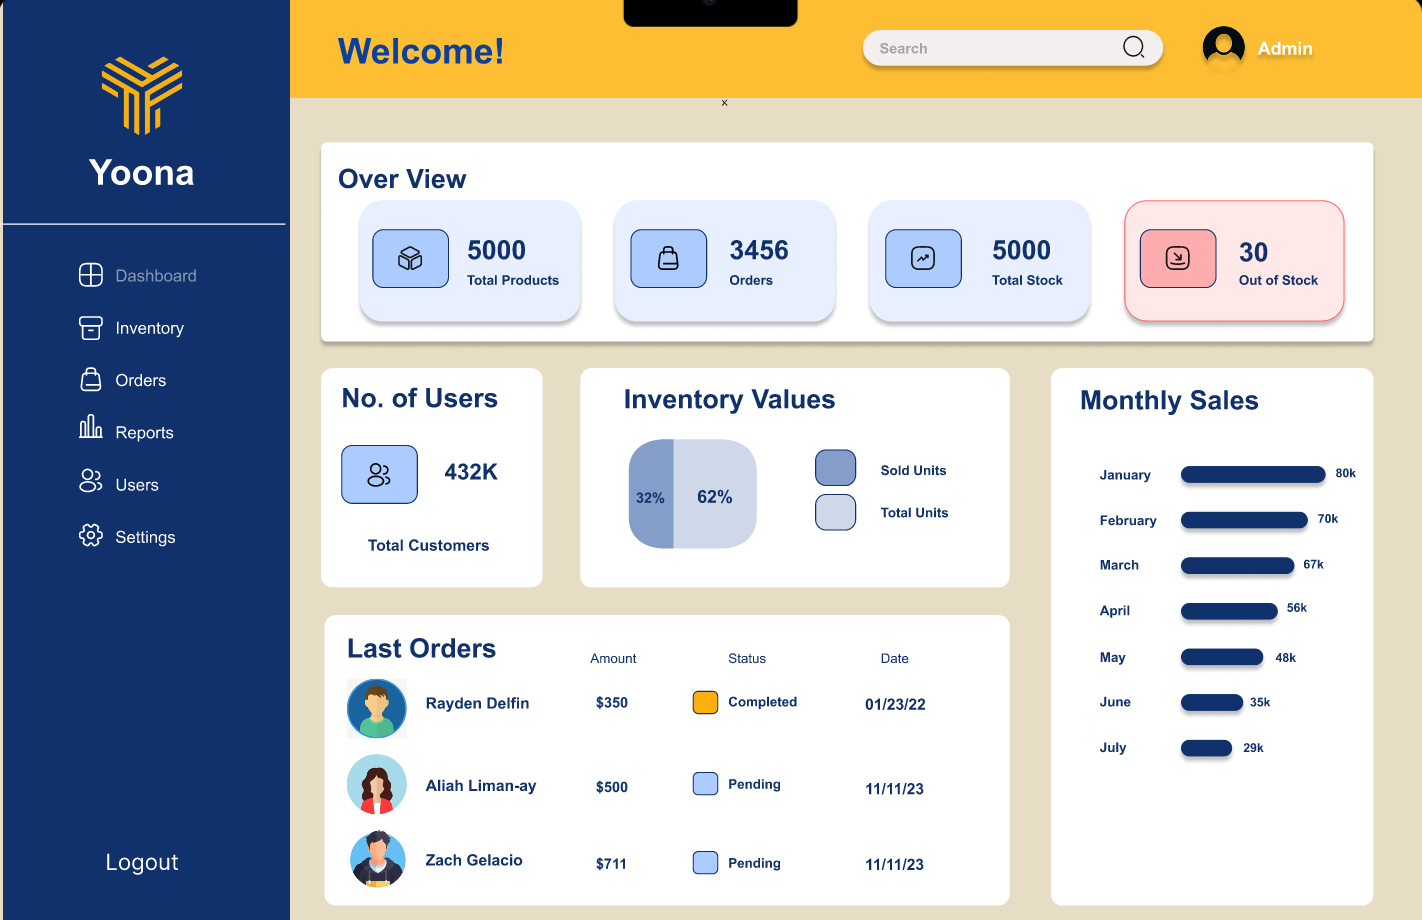 Yoona
Dashboard
Inventory
Orders
Reports
Users
Settings
Logout
Welcome!
Search
Admin
x
Over View
5000
Total Products
3456
Orders
5000
Total Stock
30
Out of Stock
No. of Users
432K
Total Customers
Inventory Values
32%
62%
Sold Units
Total Units
Monthly Sales
January 80k
February 70k
March 67k
April 56k
May 48k
June 35k
July 29k
Last Orders Amount Status Date
Rayden Delfin $350 Completed 01/23/22
Aliah Liman-ay $500 Pending 11/11/23
Zach Gelacio $711 Pending 11/11/23